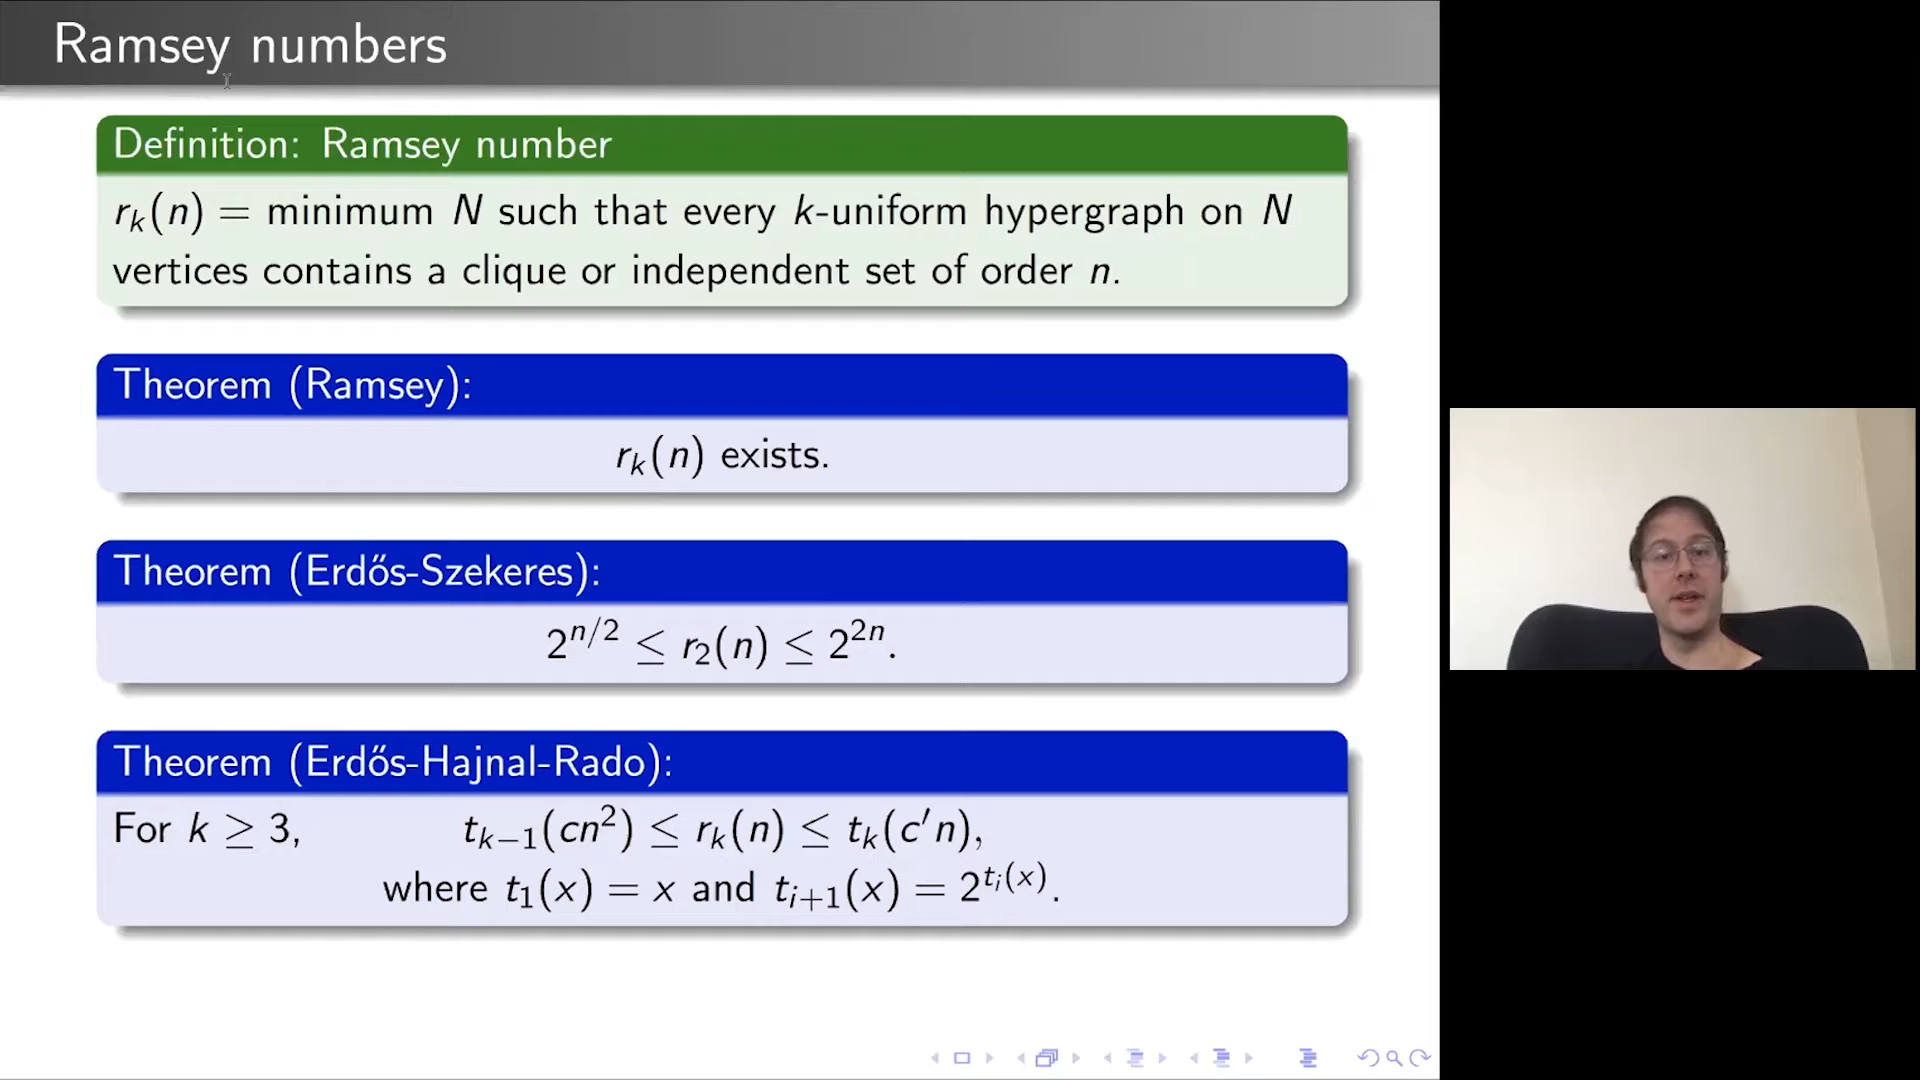 Ramsey numbers
Definition: Ramsey number
r_k(n) = minimum N such that every k-uniform hypergraph on N
vertices contains a clique or independent set of order n.
Theorem (Ramsey):
r_k(n) exists.
Theorem (Erdős-Szekeres):
2^{n/2} ≤ r_2(n) ≤ 2^{2n}.
Theorem (Erdős-Hajnal-Rado):
For k ≥ 3, t_{k−1}(cn^2) ≤ r_k(n) ≤ t_k(c′n),
where t_1(x) = x and t_{i+1}(x) = 2^{t_i(x)}.